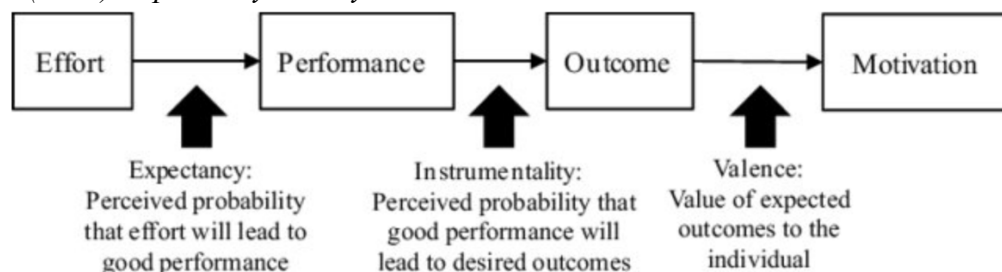 Effort
Performance
Outcome
Motivation
Expectancy:
Perceived probability
that effort will lead to
good performance
Instrumentality:
Perceived probability that
good performance will
lead to desired outcomes
Valence:
Value of expected
outcomes to the
individual